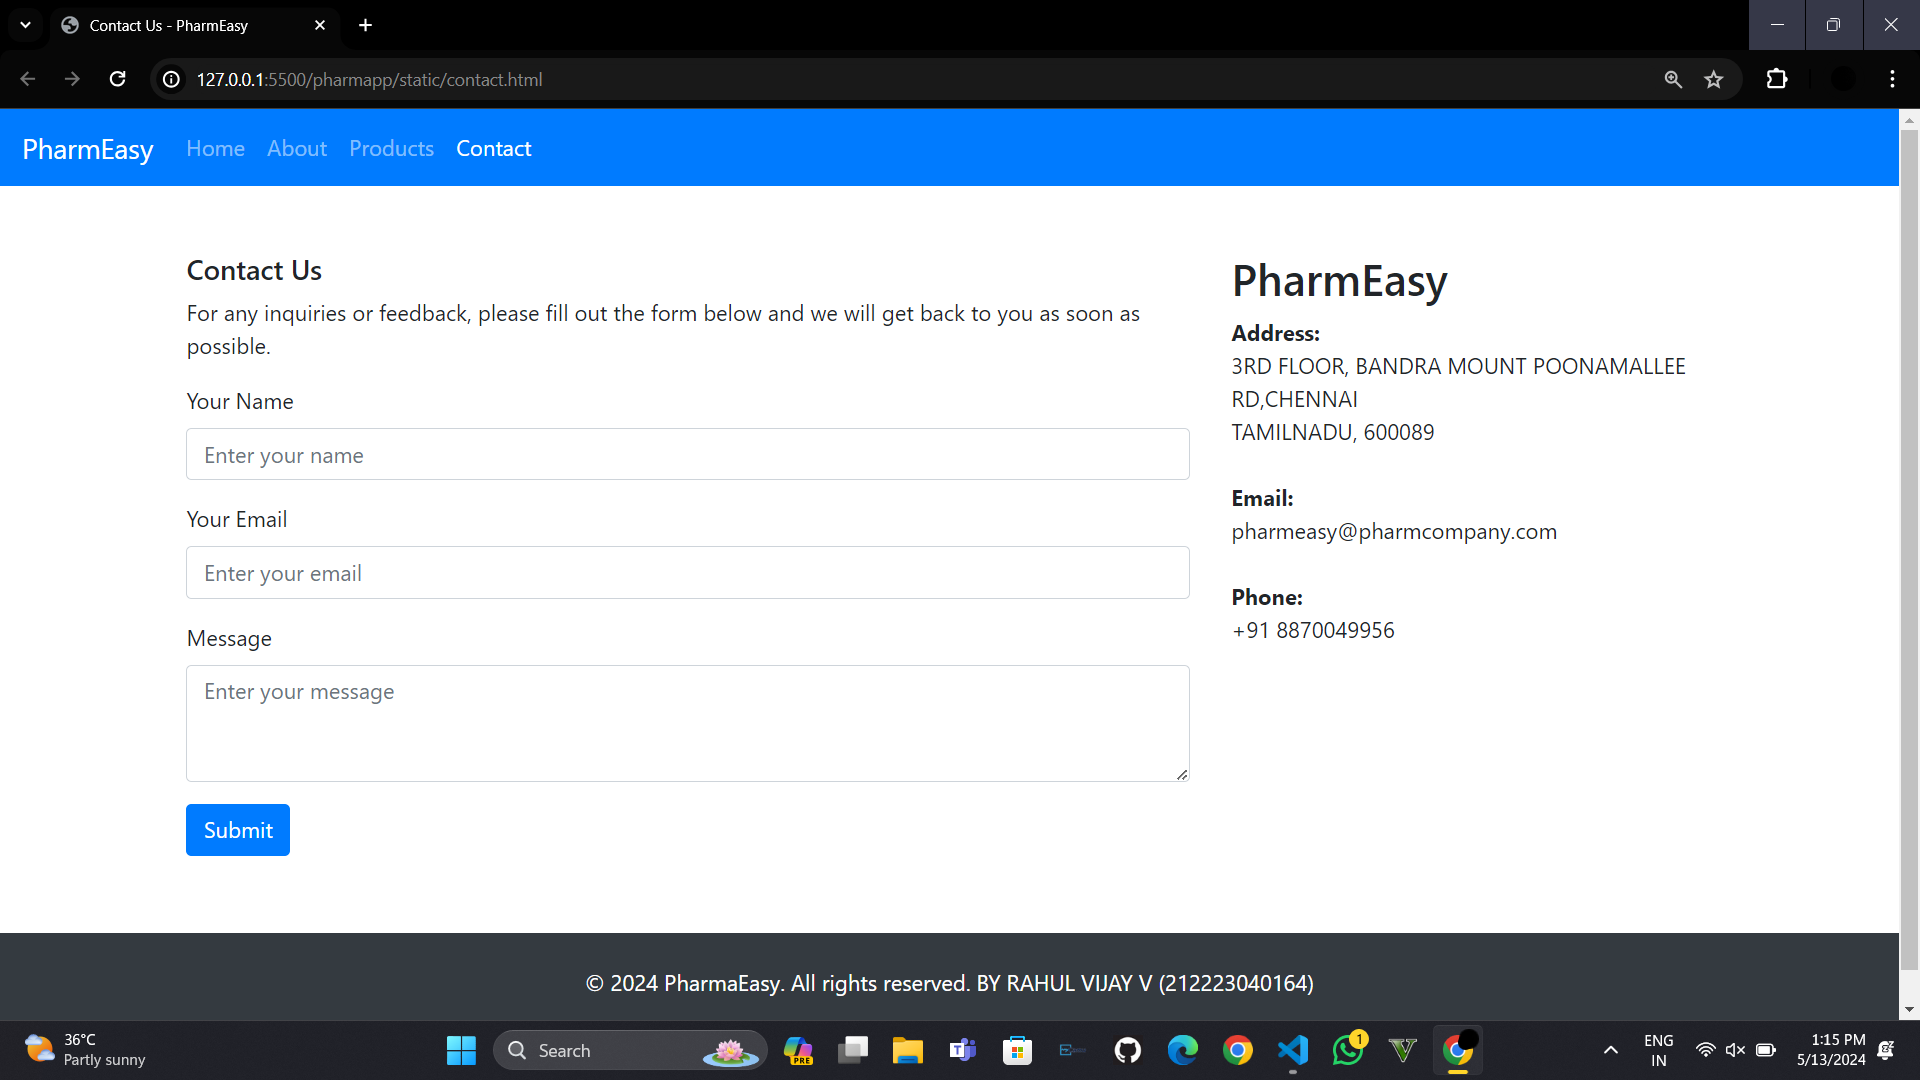 Contact Us - PharmEasy
127.0.0.1:5500/pharmapp/static/contact.html
PharmEasy Home About Products Contact
Contact Us
For any inquiries or feedback, please fill out the form below and we will get back to you as soon as
possible.
Your Name
Enter your name
Your Email
Enter your email
Message
Enter your message
Submit
PharmEasy
Address:
3RD FLOOR, BANDRA MOUNT POONAMALLEE
RD,CHENNAI
TAMILNADU, 600089
Email:
pharmeasy@pharmcompany.com
Phone:
+91 8870049956
© 2024 PharmaEasy. All rights reserved. BY RAHUL VIJAY V (212223040164)
36°C
Partly sunny
Search
PRE
1
ENG
IN
1:15 PM
5/13/2024